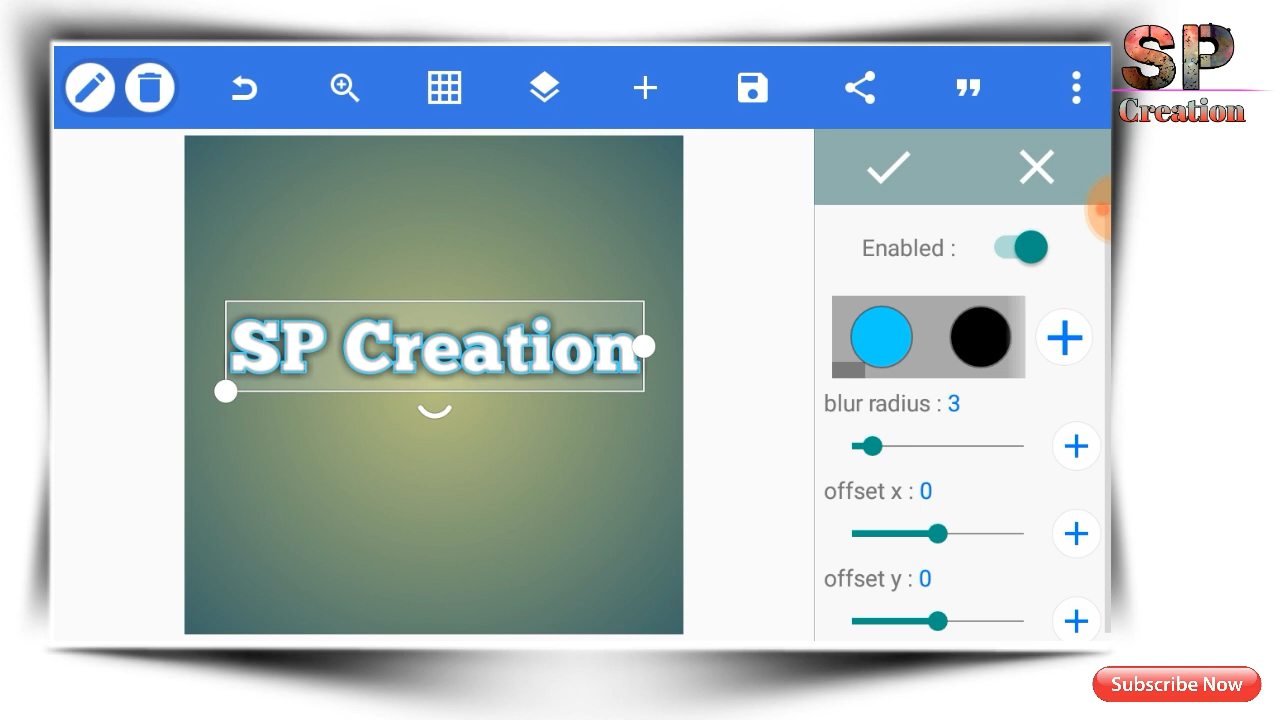 SP
Creation
Enabled :
SP Creation
blur radius : 3
offset x : 0
offset y : 0
Subscribe Now